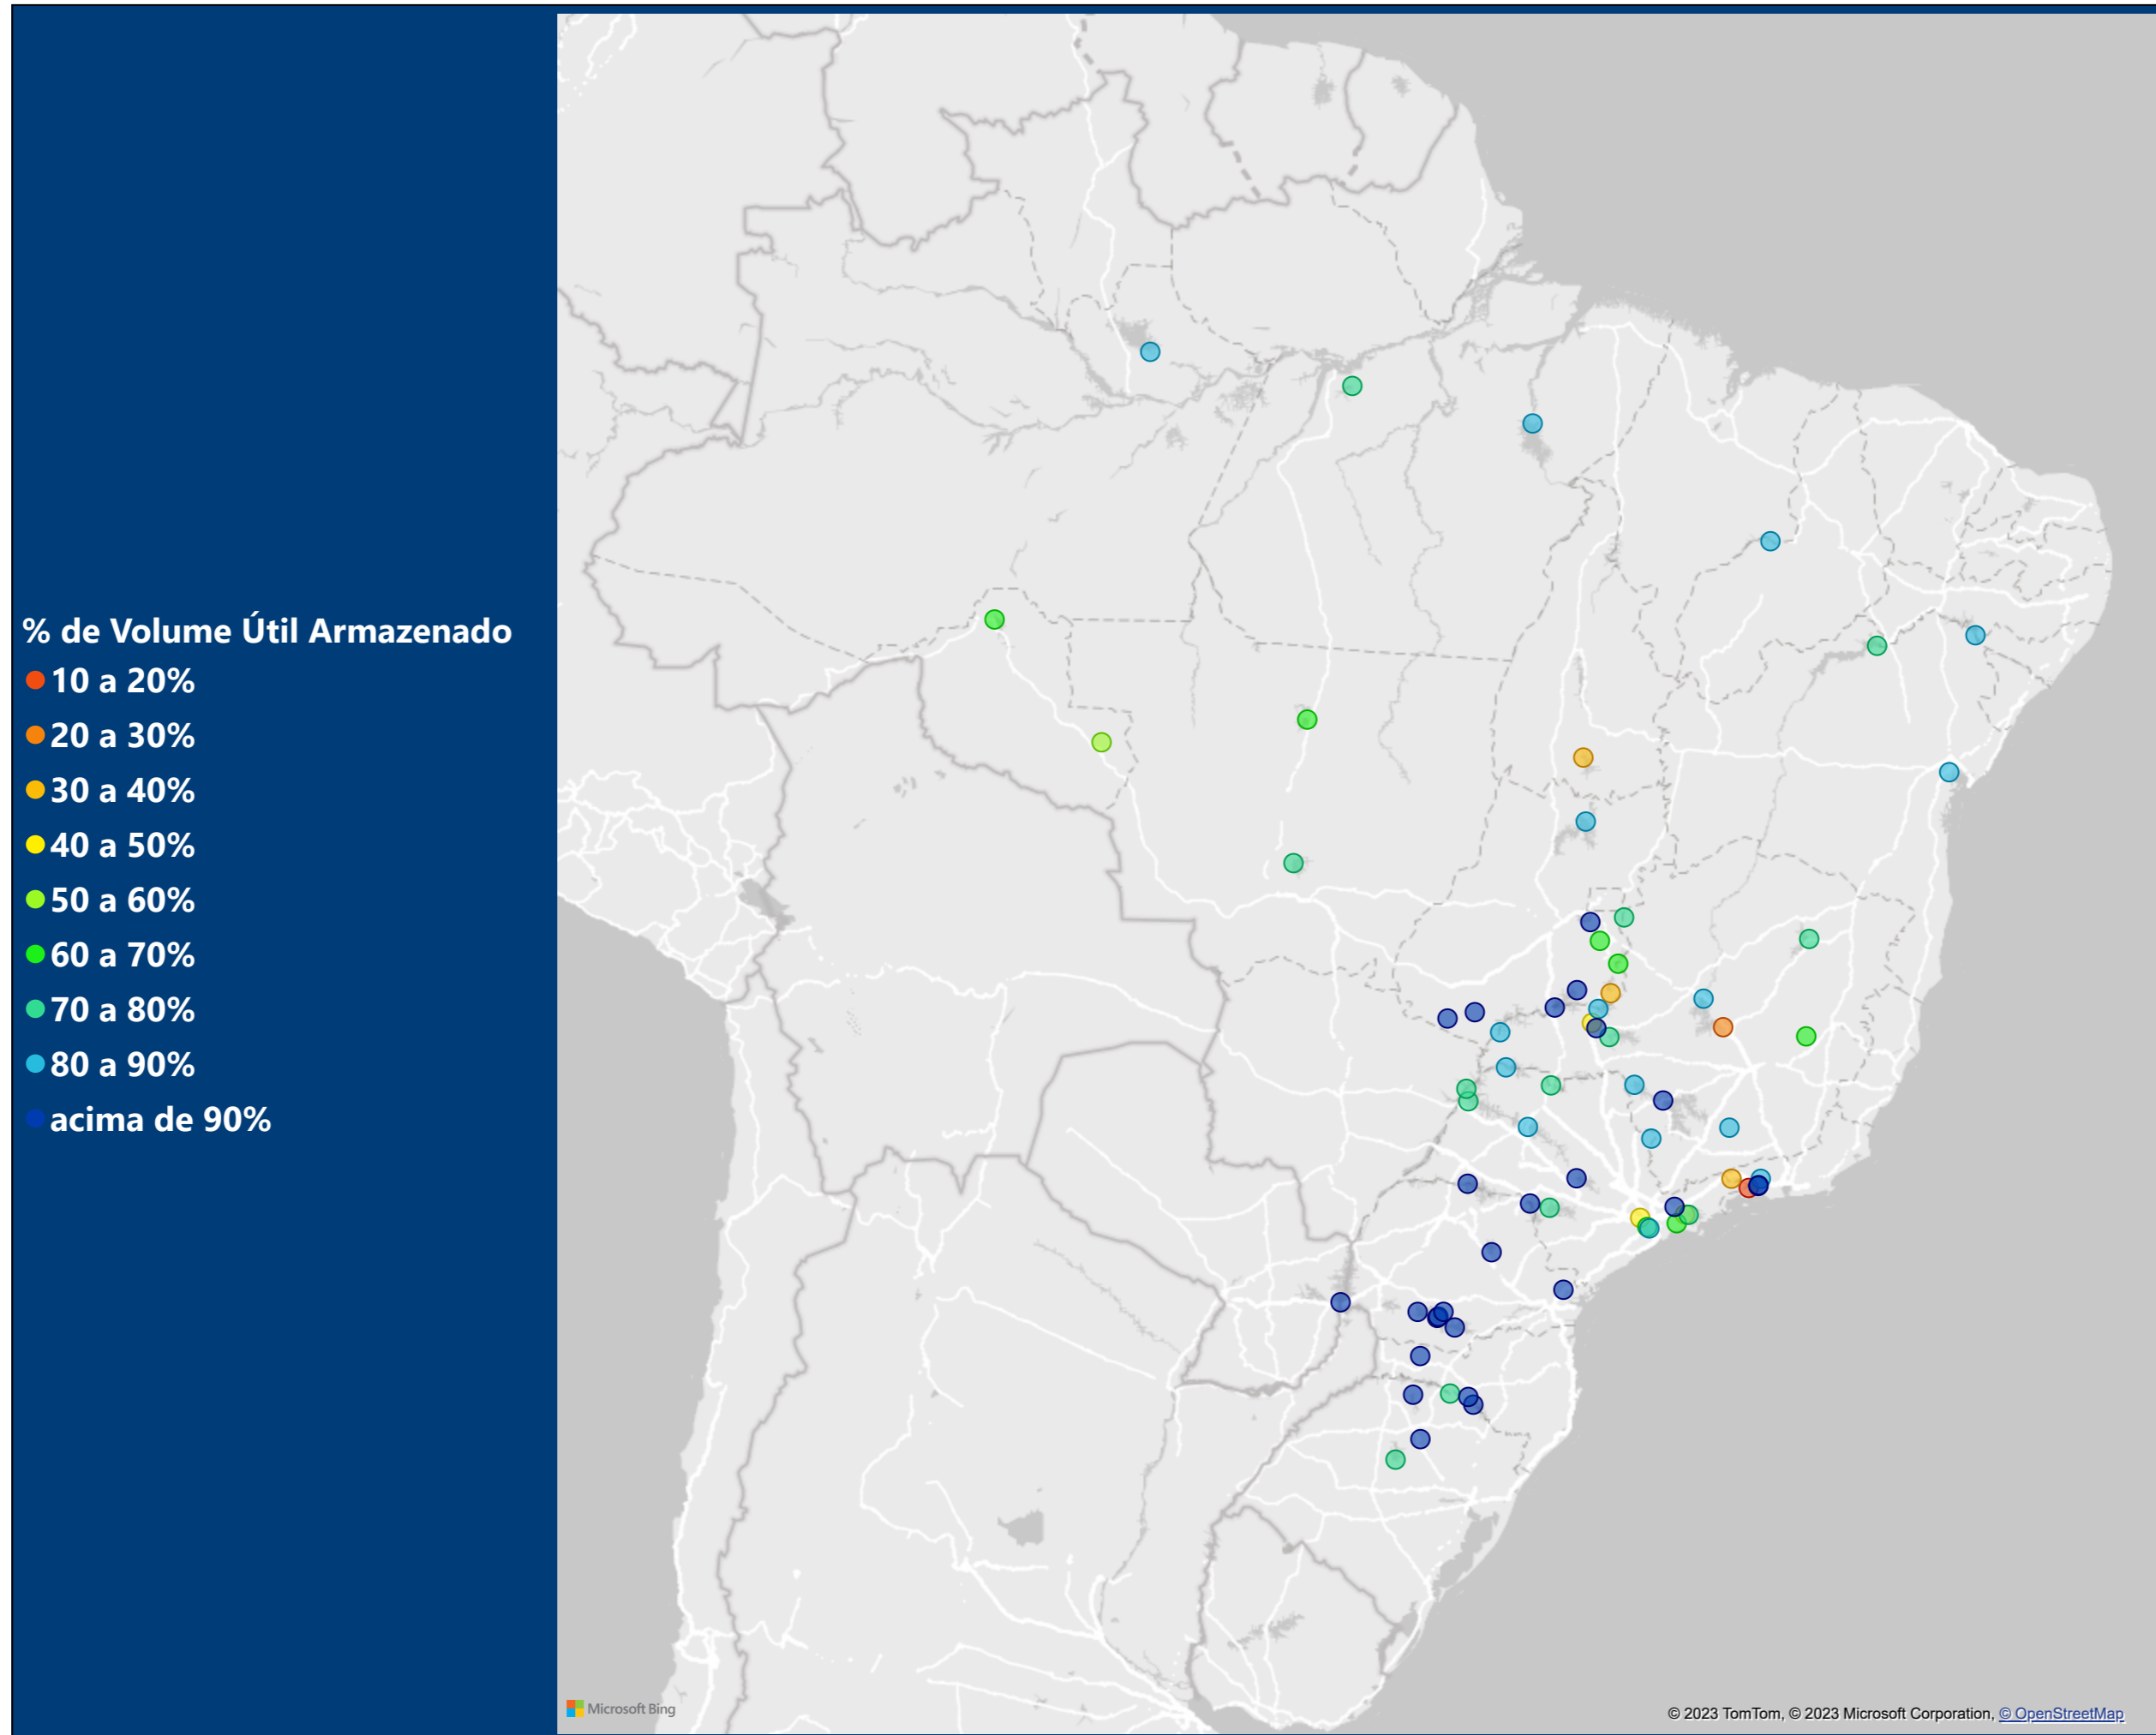 % de Volume Útil Armazenado
10 a 20%
20 a 30%
30 a 40%
40 a 50%
50 a 60%
60 a 70%
70 a 80%
80 a 90%
acima de 90%
Microsoft Bing
© 2023 TomTom, © 2023 Microsoft Corporation, © OpenStreetMap